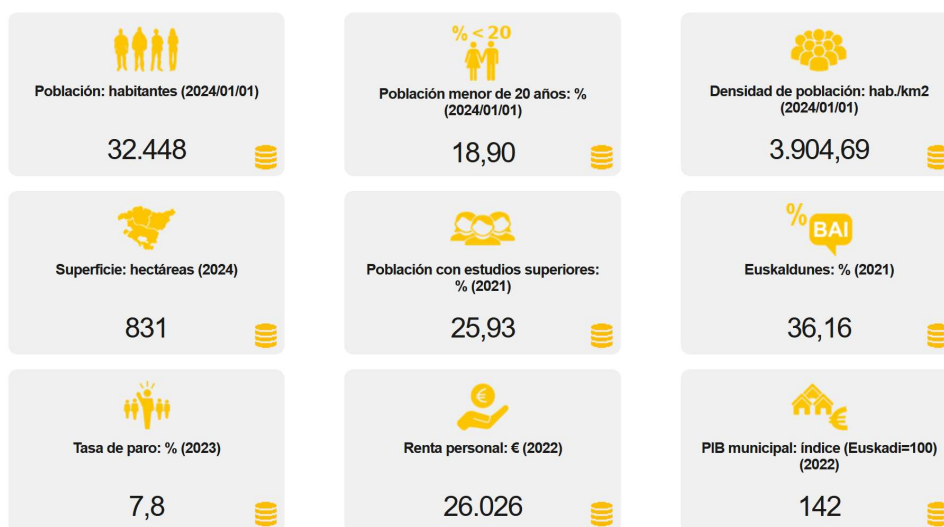 % < 20
Población: habitantes (2024/01/01)
Población menor de 20 años: %
(2024/01/01)
Densidad de población: hab./km2
(2024/01/01)
32.448
18,90
3.904,69
%
BAI
Superficie: hectáreas (2024)
Población con estudios superiores:
% (2021)
Euskaldunes: % (2021)
831
25,93
36,16
€
€
Tasa de paro: % (2023)
Renta personal: € (2022)
PIB municipal: índice (Euskadi=100)
(2022)
7,8
26.026
142